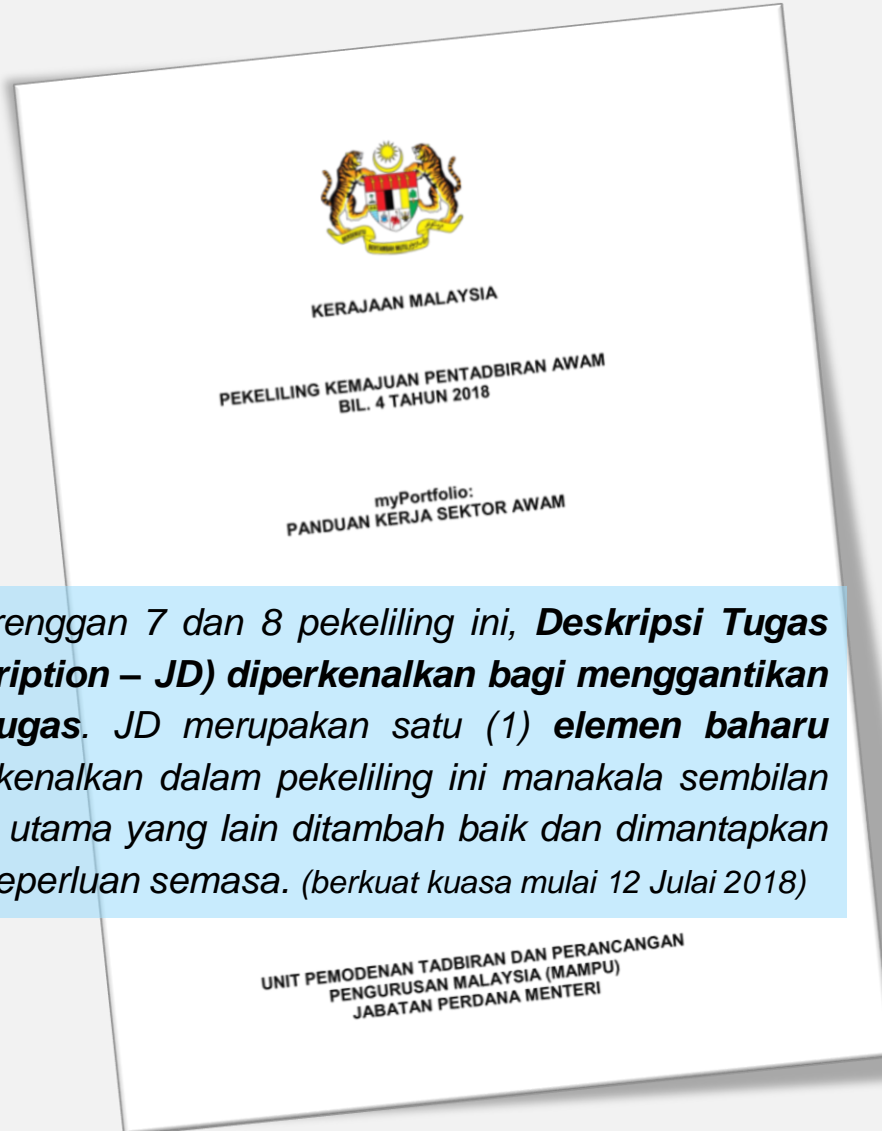 KERAJAAN MALAYSIA
PEKELILING KEMAJUAN PENTADBIRAN AWAM
BIL. 4 TAHUN 2018
myPortfolio:
PANDUAN KERJA SEKTOR AWAM
renggan 7 dan 8 pekeliling ini, Deskripsi Tugas
ription – JD) diperkenalkan bagi menggantikan
ugas. JD merupakan satu (1) elemen baharu
kenalkan dalam pekeliling ini manakala sembilan
utama yang lain ditambah baik dan dimantapkan
eperluan semasa. (berkuat kuasa mulai 12 Julai 2018)
UNIT PEMODENAN TADBIRAN DAN PERANCANGAN
PENGURUSAN MALAYSIA (MAMPU)
JABATAN PERDANA MENTERI